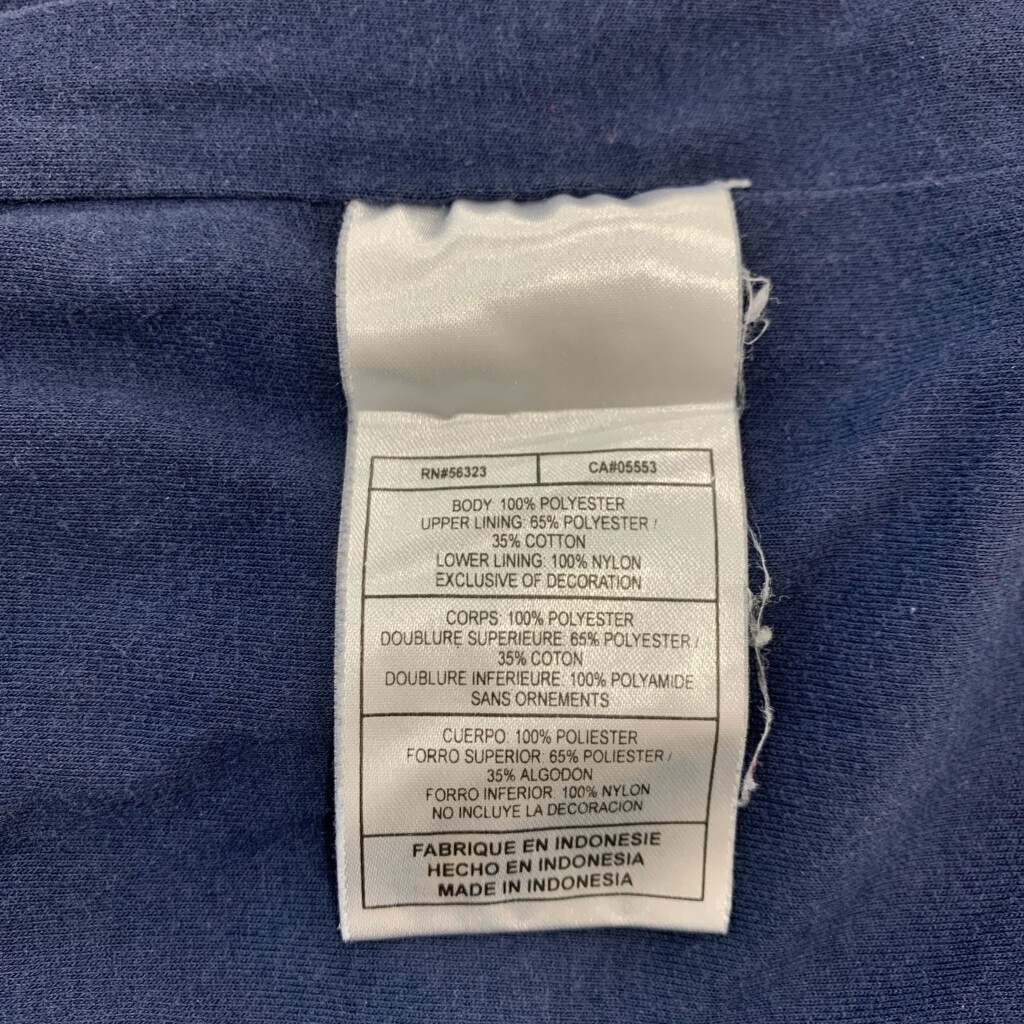 RN#56323 CA#05553
BODY: 100% POLYESTER
UPPER LINING: 65% POLYESTER /
35% COTTON
LOWER LINING: 100% NYLON
EXCLUSIVE OF DECORATION
CORPS: 100% POLYESTER
DOUBLURE SUPERIEURE: 65% POLYESTER /
35% COTON
DOUBLURE INFERIEURE: 100% POLYAMIDE
SANS ORNEMENTS
CUERPO: 100% POLIESTER
FORRO SUPERIOR: 65% POLIESTER /
35% ALGODON
FORRO INFERIOR: 100% NYLON
NO INCLUYE LA DECORACION
FABRIQUE EN INDONESIE
HECHO EN INDONESIA
MADE IN INDONESIA